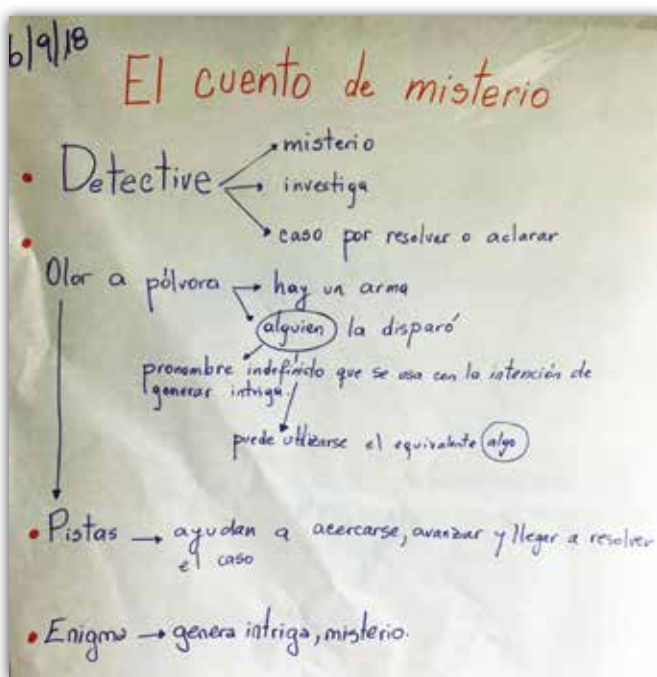 6/9/18
El cuento de misterio
• Detective → misterio
→ investiga
→ caso por resolver o aclarar
• Olor a pólvora → hay un arma
→ alguien la disparó
pronombre indefinido que se usa con la intención de
generar intriga.
puede utilizarse el equivalente algo
• Pistas → ayudan a acercarse, avanzar y llegar a resolver
el caso
• Enigma → genera intriga, misterio.